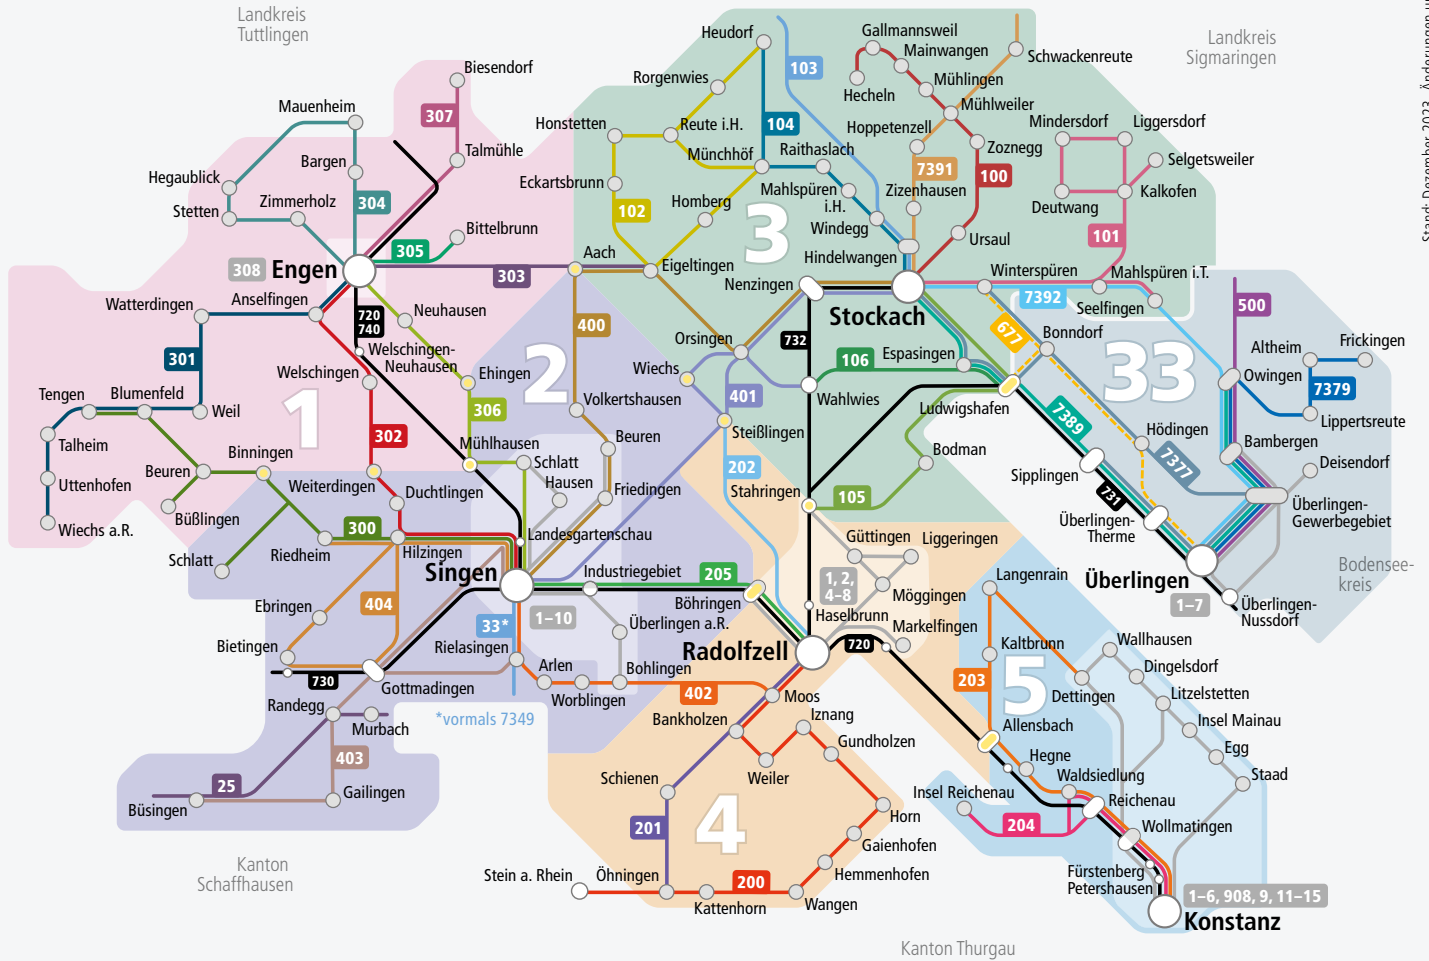 Landkreis
Tuttlingen
Landkreis
Sigmaringen
Stand: Dezember 2023 Änderungen u
Heudorf
103
Gallmannsweil
Mainwangen
Schwackenreute
Biesendorf
Rorgenwies
Mühlingen
Hecheln
Mühlweiler
307
Mauenheim
104
Honstetten
Reute i.H.
Hoppetenzell
Mindersdorf
Liggersdorf
Talmühle
Münchhöf
Raithaslach
Zoznegg
Selgetsweiler
Bargen
7391
100
Hegaublick
Eckartsbrunn
Mahlspüren
i.H.
Zizenhausen
Kalkofen
Zimmerholz
304
Homberg
Deutwang
Stetten
102
3
Windegg
Bittelbrunn
Ursaul
101
305
Aach
Hindelwangen
308
Engen
303
Eigeltingen
Winterspüren
Mahlspüren i.T.
Nenzingen
7392
Seelfingen
500
Watterdingen
Anselfingen
Neuhausen
Stockach
720
740
400
677
Bonndorf
Altheim
Frickingen
Orsingen
732
Espasingen
Welschingen-
Neuhausen
2
106
33
Owingen
301
Welschingen
Ehingen
Wiechs
7379
Tengen
Blumenfeld
Weil
Volkertshausen
401
Wahlwies
Ludwigshafen
Lippertsreute
1
306
7389
Talheim
302
Steißlingen
Hödingen
Bambergen
Mühlhausen
Beuren
Bodman
Deisendorf
Binningen
Schlatt
202
Sipplingen
7377
Beuren
Uttenhofen
Weiterdingen
Duchtlingen
Hausen
Friedingen
Stahringen
105
731
Überlingen-
Gewerbegebiet
Büßlingen
Wiechs a.R.
300
Landesgartenschau
Überlingen-
Therme
Schlatt
Riedheim
Hilzingen
Güttingen
Liggeringen
Singen
Industriegebiet
205
1, 2,
4–8
Langenrain
Überlingen
Bodensee-
kreis
404
Böhringen
Möggingen
Ebringen
33*
1–10
Haselbrunn
1–7
Überlingen-
Nussdorf
Überlingen a.R.
Markelfingen
Bietingen
Rielasingen
Radolfzell
720
Kaltbrunn
Wallhausen
Arlen
Bohlingen
5
Dingelsdorf
730
Gottmadingen
Worblingen
402
203
Dettingen
Moos
Litzelstetten
Randegg
*vormals 7349
Bankholzen
Iznang
Allensbach
Insel Mainau
Murbach
Gundholzen
Hegne
Egg
403
Weiler
Waldsiedlung
Staad
25
Schienen
Insel Reichenau
Reichenau
Büsingen
Gailingen
4
Horn
204
201
Wollmatingen
Gaienhofen
Kanton
Schaffhausen
Stein a. Rhein
Öhningen
200
Hemmenhofen
Fürstenberg
Petershausen
Kattenhorn
Wangen
1–6, 908, 9, 11–15
Konstanz
Kanton Thurgau